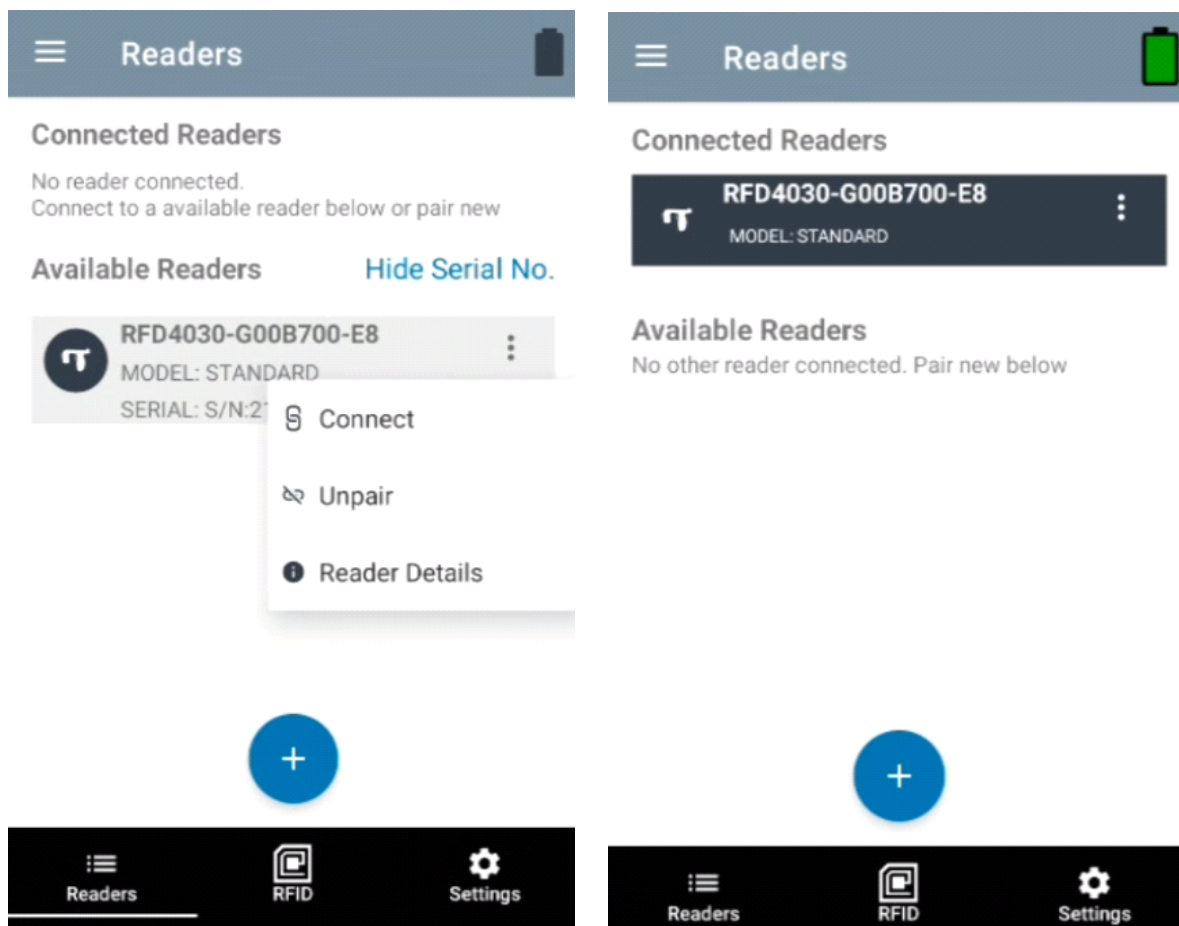 Readers
Connected Readers
No reader connected.
Connect to a available reader below or pair new
Available Readers
Hide Serial No.
RFD4030-G00B700-E8
MODEL: STANDARD
SERIAL: S/N:2
Connect
Unpair
Reader Details
+
Readers
RFID
Settings
Readers
Connected Readers
RFD4030-G00B700-E8
MODEL: STANDARD
Available Readers
No other reader connected. Pair new below
+
Readers
RFID
Settings